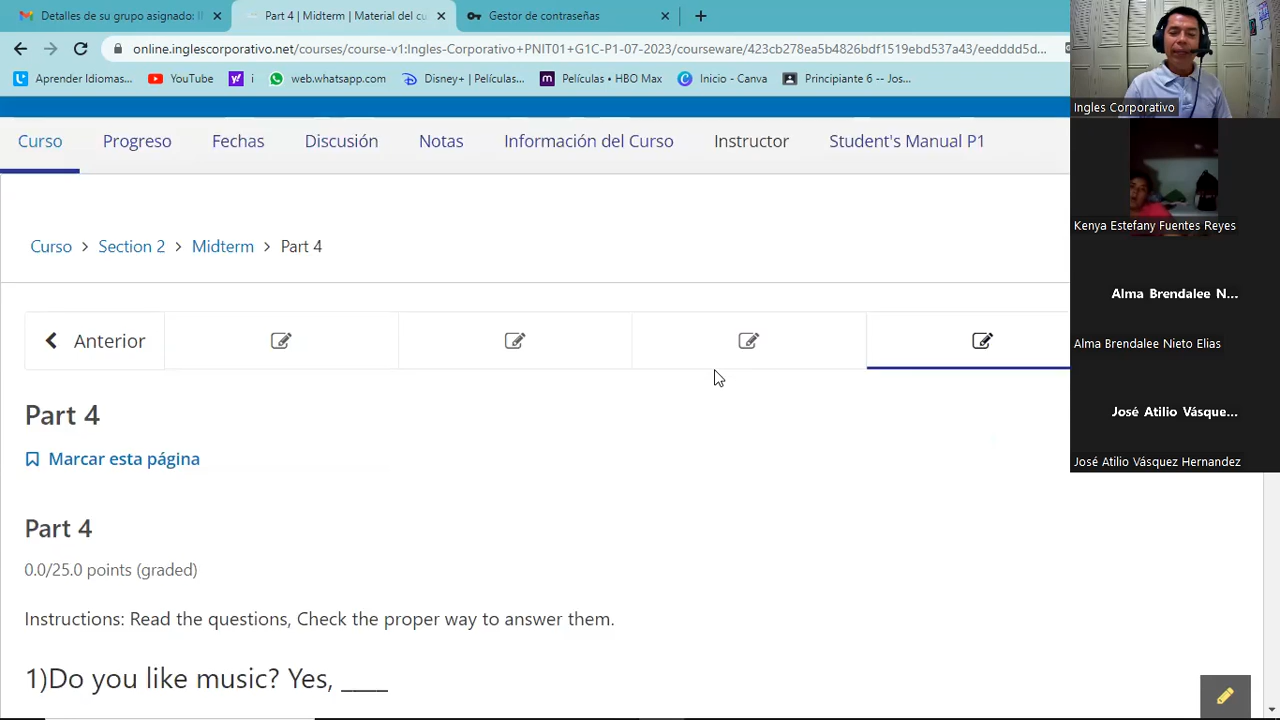 Detalles de su grupo asignado: I
Part 4 | Midterm | Material del cu
Gestor de contraseñas
online.inglescorporativo.net/courses/course-v1:Ingles-Corporativo+PNIT01+G1C-P1-07-2023/courseware/423cb278ea5b4826bdf1519ebd537a43/eedddd5d...
Aprender Idiomas...
YouTube
i
web.whatsapp.com
Disney+ | Películas...
Películas • HBO Max
Inicio - Canva
Principiante 6 -- Jos...
Curso
Progreso
Fechas
Discusión
Notas
Información del Curso
Instructor
Student's Manual P1
Curso > Section 2 > Midterm > Part 4
Anterior
Part 4
Marcar esta página
Part 4
0.0/25.0 points (graded)
Instructions: Read the questions, Check the proper way to answer them.
1)Do you like music? Yes, ____
Ingles Corporativo
Kenya Estefany Fuentes Reyes
Alma Brendalee N...
Alma Brendalee Nieto Elias
José Atilio Vásque...
José Atilio Vásquez Hernandez